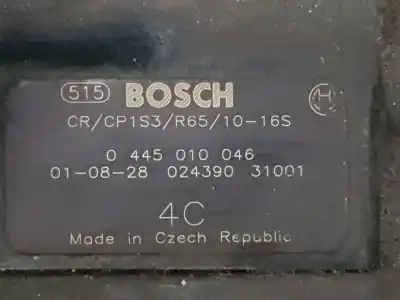 515 BOSCH
CR/CP1S3/R65/10-16S
0 445 010 046
01-08-28 024390 31001
4C
Made in Czech Republic